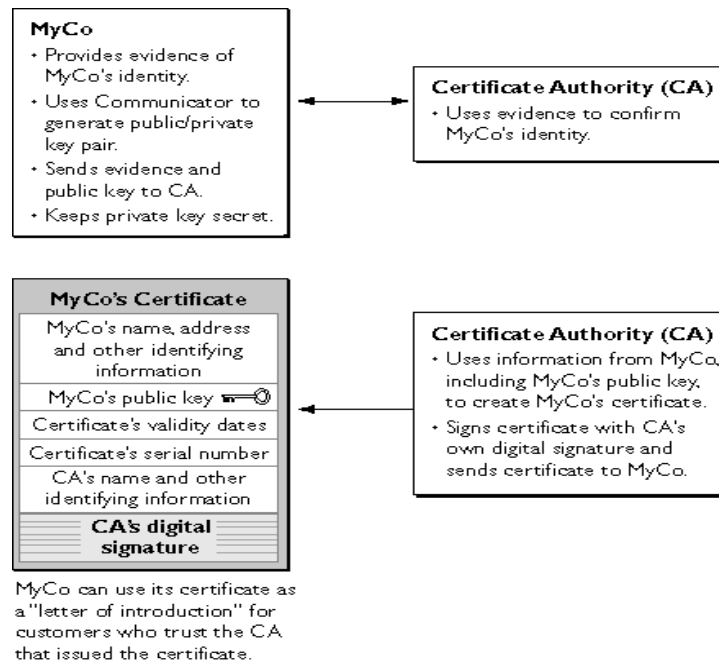 MyCo
• Provides evidence of
MyCo's identity.
• Uses Communicator to
generate public/private
key pair.
• Sends evidence and
public key to CA.
• Keeps private key secret.
Certificate Authority (CA)
• Uses evidence to confirm
MyCo's identity.
MyCo's Certificate
MyCo's name, address
and other identifying
information
MyCo's public key
Certificate's validity dates
Certificate's serial number
CA's name and other
identifying information
CA's digital
signature
Certificate Authority (CA)
• Uses information from MyCo,
including MyCo's public key,
to create MyCo's certificate.
• Signs certificate with CA's
own digital signature and
sends certificate to MyCo.
MyCo can use its certificate as
a "letter of introduction" for
customers who trust the CA
that issued the certificate.